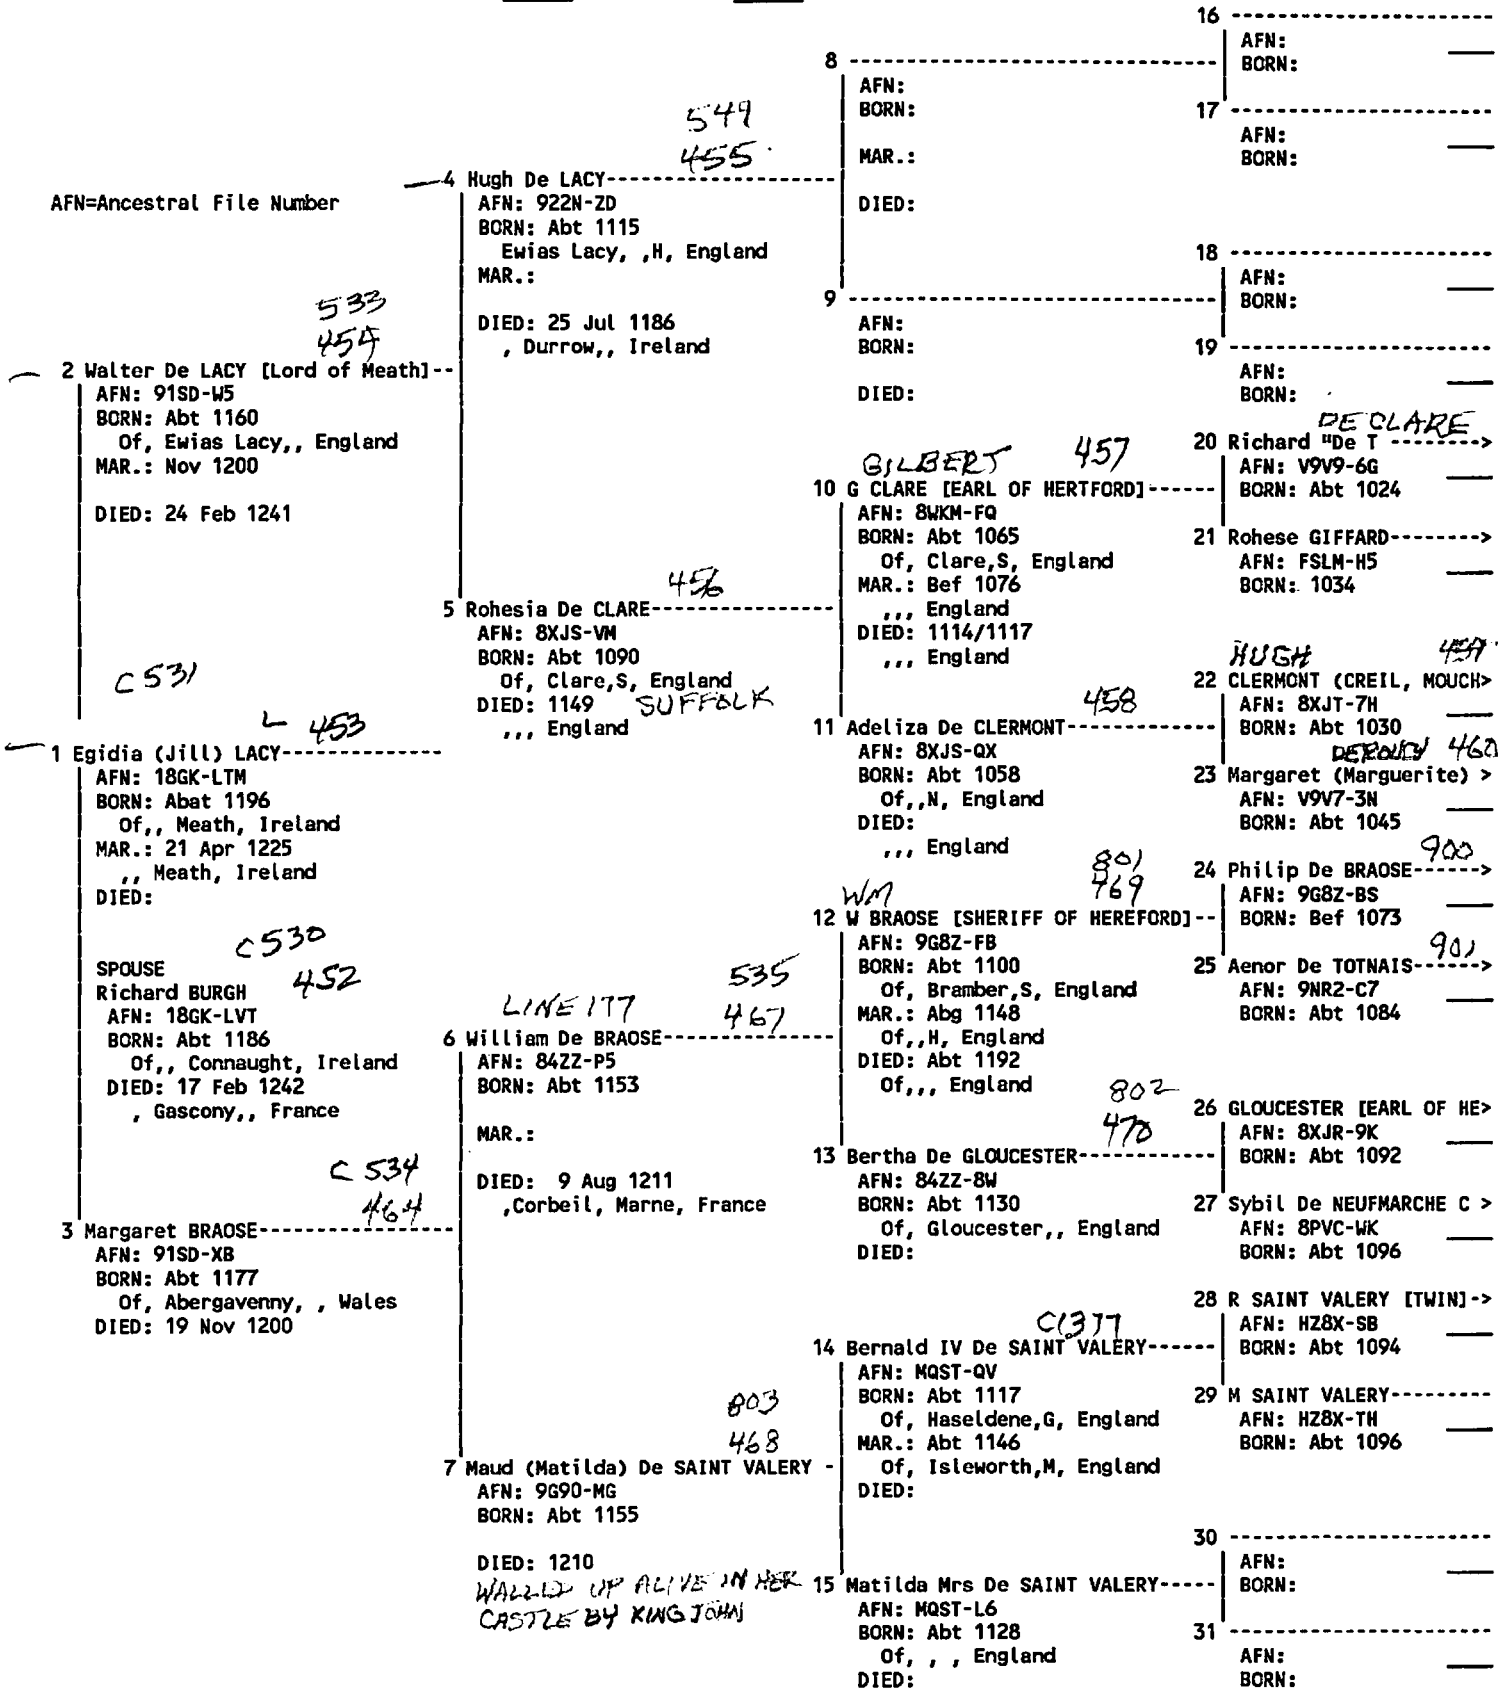 AFN=Ancestral File Number
C 531
L 453
1 Egidia (Jill) LACY
AFN: 18GK-LTM
BORN: Abat 1196
Of,, Meath, Ireland
MAR.: 21 Apr 1225
,, Meath, Ireland
DIED:
C 530
SPOUSE
452
Richard BURGH
AFN: 18GK-LVT
BORN: Abt 1186
Of,, Connaught, Ireland
DIED: 17 Feb 1242
, Gascony,, France
533
454
2 Walter De LACY [Lord of Meath]
AFN: 91SD-W5
BORN: Abt 1160
Of, Ewias Lacy,, England
MAR.: Nov 1200
DIED: 24 Feb 1241
C 534
464
3 Margaret BRAOSE
AFN: 91SD-XB
BORN: Abt 1177
Of, Abergavenny, , Wales
DIED: 19 Nov 1200
549
455
4 Hugh De LACY
AFN: 922N-ZD
BORN: Abt 1115
Ewias Lacy, ,H, England
MAR.:
DIED: 25 Jul 1186
, Durrow,, Ireland
456
5 Rohesia De CLARE
AFN: 8XJS-VM
BORN: Abt 1090
Of, Clare,S, England
DIED: 1149 SUFFOLK
,,, England
LINE 177
535
467
6 William De BRAOSE
AFN: 84ZZ-P5
BORN: Abt 1153
MAR.:
DIED: 9 Aug 1211
,Corbeil, Marne, France
803
468
7 Maud (Matilda) De SAINT VALERY
AFN: 9G90-MG
BORN: Abt 1155
DIED: 1210
WALLED UP ALIVE IN HER
CASTLE BY KING JOHN
8
AFN:
BORN:
MAR.:
DIED:
9
AFN:
BORN:
DIED:
GILBERT 457
10 G CLARE [EARL OF HERTFORD]
AFN: 8WKM-FQ
BORN: Abt 1065
Of, Clare,S, England
MAR.: Bef 1076
,,, England
DIED: 1114/1117
,,, England
458
11 Adeliza De CLERMONT
AFN: 8XJS-QX
BORN: Abt 1058
Of,,N, England
DIED:
,,, England
801
WM 469
12 W BRAOSE [SHERIFF OF HEREFORD]
AFN: 9G8Z-FB
BORN: Abt 1100
Of, Bramber,S, England
MAR.: Abg 1148
Of,,H, England
DIED: Abt 1192
Of,,, England
802
470
13 Bertha De GLOUCESTER
AFN: 84ZZ-8W
BORN: Abt 1130
Of, Gloucester,, England
DIED:
C1377
14 Bernald IV De SAINT VALERY
AFN: MQST-QV
BORN: Abt 1117
Of, Haseldene,G, England
MAR.: Abt 1146
Of, Isleworth,M, England
DIED:
15 Matilda Mrs De SAINT VALERY
AFN: MQST-L6
BORN: Abt 1128
Of, , , England
DIED:
16
AFN:
BORN:
17
AFN:
BORN:
18
AFN:
BORN:
19
AFN:
BORN:
DE CLARE
20 Richard "De T >
AFN: V9V9-6G
BORN: Abt 1024
21 Rohese GIFFARD >
AFN: FSLM-H5
BORN: 1034
HUGH
22 CLERMONT (CREIL, MOUCH>
AFN: 8XJT-7H
BORN: Abt 1030
460
23 Margaret (Marguerite) >
AFN: V9V7-3N
BORN: Abt 1045
900
24 Philip De BRAOSE >
AFN: 9G8Z-BS
BORN: Bef 1073
901
25 Aenor De TOTNAIS >
AFN: 9NR2-C7
BORN: Abt 1084
26 GLOUCESTER [EARL OF HE>
AFN: 8XJR-9K
BORN: Abt 1092
27 Sybil De NEUFMARCHE C >
AFN: 8PVC-WK
BORN: Abt 1096
28 R SAINT VALERY [TWIN] ->
AFN: HZ8X-SB
BORN: Abt 1094
29 M SAINT VALERY
AFN: HZ8X-TH
BORN: Abt 1096
30
AFN:
BORN:
31
AFN:
BORN: